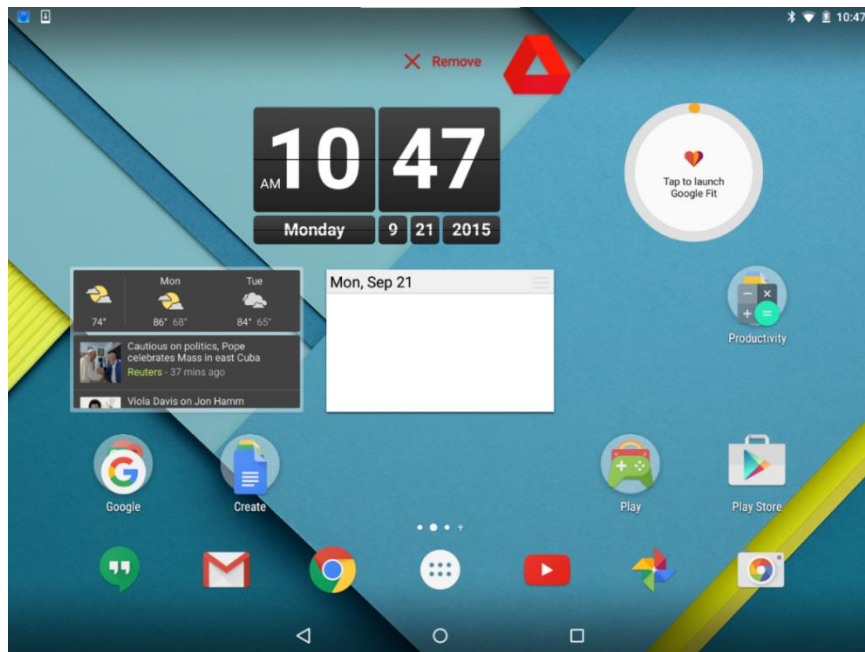 10:47
Remove
AM 10 47
Monday 9 21 2015
Tap to launch
Google Fit
Mon Tue
74° 86° 68° 84° 65°
Cautious on politics, Pope
celebrates Mass in east Cuba
Reuters - 37 mins ago
Viola Davis on Jon Hamm
Mon, Sep 21
Productivity
Google
Create
Play
Play Store